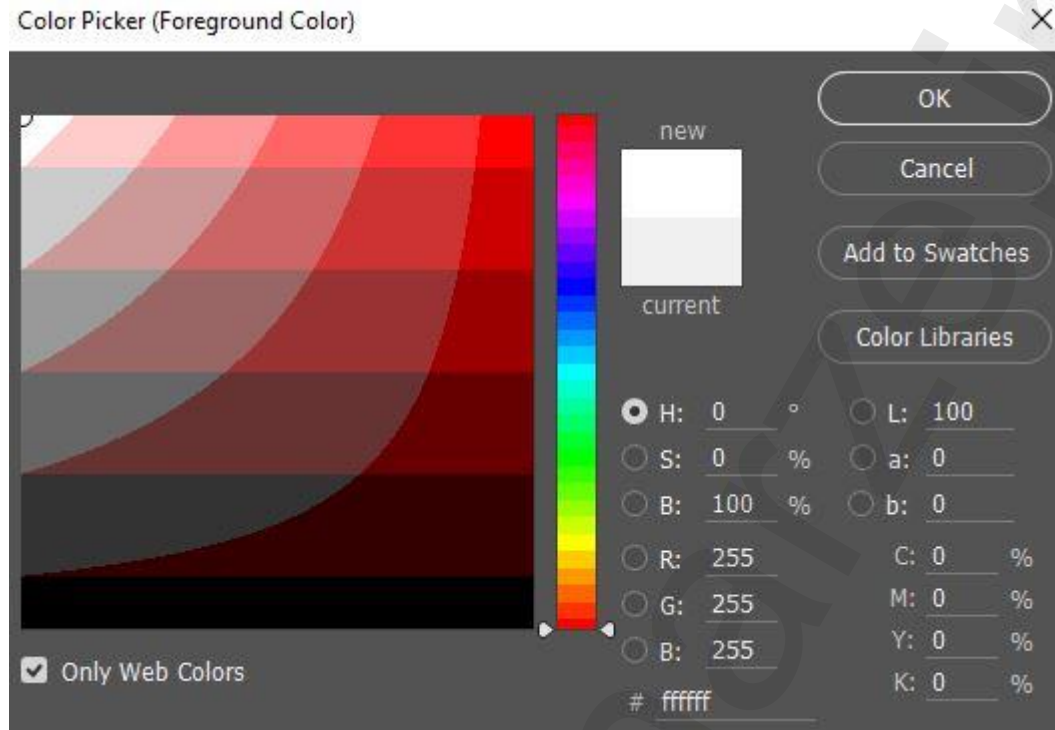 Color Picker (Foreground Color)
OK
new
Cancel
Add to Swatches
current
Color Libraries
H: 0 ° L: 100
S: 0 % a: 0
B: 100 % b: 0
R: 255 C: 0 %
G: 255 M: 0 %
B: 255 Y: 0 %
Only Web Colors K: 0 %
# ffffff